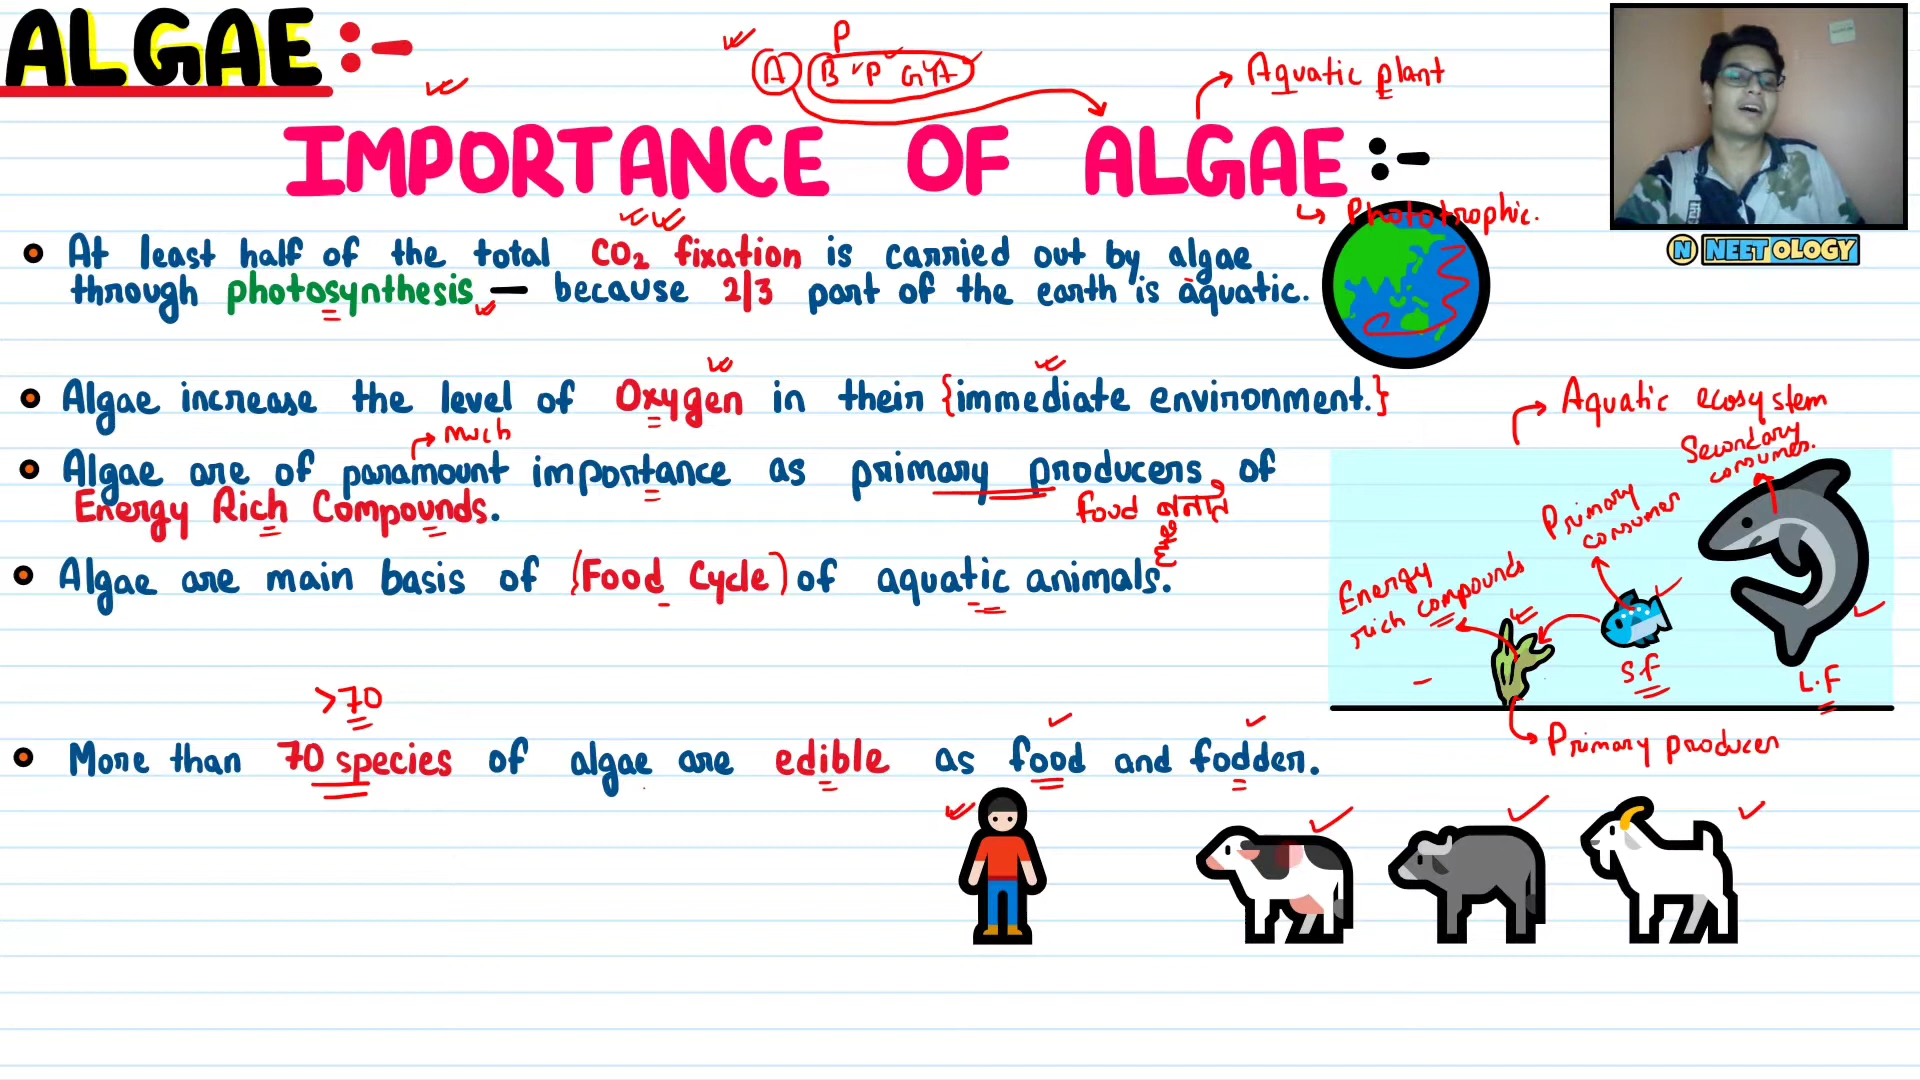 ALGAE:-
P
A B P G A
Aquatic plant
IMPORTANCE OF ALGAE:-
Phototrophic.
NEETOLOGY
At least half of the total CO2 fixation is carried out by algae
through photosynthesis — because 2/3 part of the earth is aquatic.
Algae increase the level of Oxygen in their {immediate environment.}
Aquatic ecosystem
much
Secondary
consumer.
Algae are of paramount importance as primary producers of
Energy Rich Compounds.
food
Primary
consumer
Algae are main basis of (Food Cycle) of aquatic animals.
Energy
rich compounds
S.F
L.F
>70
Primary producer
More than 70 species of algae are edible as food and fodder.